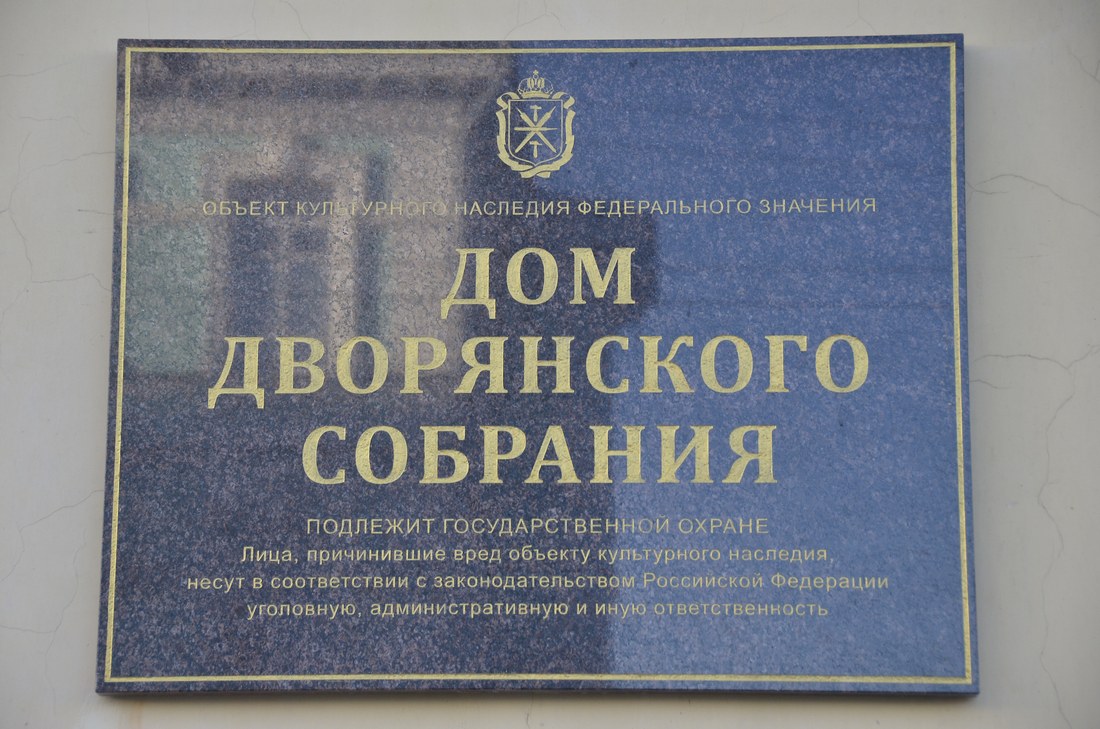 ОБЪЕКТ КУЛЬТУРНОГО НАСЛЕДИЯ ФЕДЕРАЛЬНОГО ЗНАЧЕНИЯ
ДОМ
ДВОРЯНСКОГО
СОБРАНИЯ
ПОДЛЕЖИТ ГОСУДАРСТВЕННОЙ ОХРАНЕ
Лица, причинившие вред объекту культурного наследия,
несут в соответствии с законодательством Российской Федерации
уголовную, административную и иную ответственность